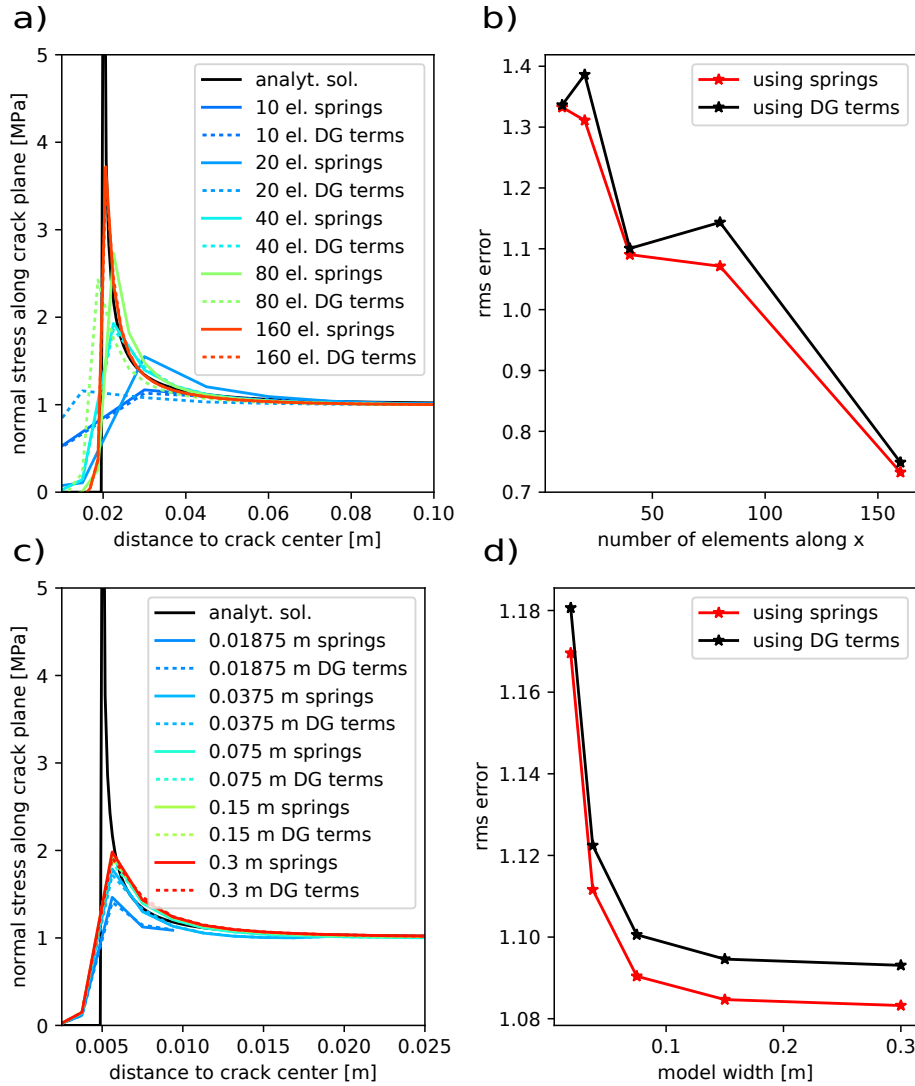 a)
normal stress along crack plane [MPa]
5
4
3
2
1
0
analyt. sol.
10 el. springs
10 el. DG terms
20 el. springs
20 el. DG terms
40 el. springs
40 el. DG terms
80 el. springs
80 el. DG terms
160 el. springs
160 el. DG terms
0.02
0.04
0.06
0.08
0.10
distance to crack center [m]
b)
rms error
1.4
1.3
1.2
1.1
1.0
0.9
0.8
0.7
using springs
using DG terms
50
100
150
number of elements along x
c)
normal stress along crack plane [MPa]
5
4
3
2
1
0
analyt. sol.
0.01875 m springs
0.01875 m DG terms
0.0375 m springs
0.0375 m DG terms
0.075 m springs
0.075 m DG terms
0.15 m springs
0.15 m DG terms
0.3 m springs
0.3 m DG terms
0.005
0.010
0.015
0.020
0.025
distance to crack center [m]
d)
rms error
1.18
1.16
1.14
1.12
1.10
1.08
using springs
using DG terms
0.1
0.2
0.3
model width [m]